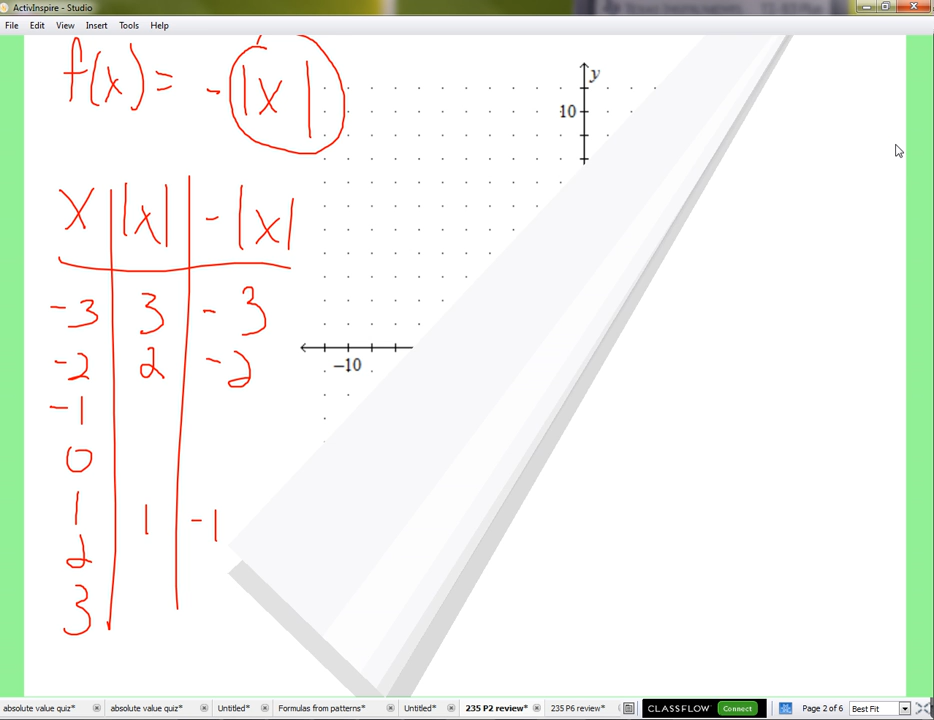 ActivInspire - Studio
File Edit View Insert Tools Help
f(x) = -|x|
y
10
-10
x |x| -|x|
-3 3 -3
-2 2 -2
-1
0
1 1 -1
2
3
absolute value quiz* absolute value quiz* Untitled* Formulas from patterns* Untitled* 235 P2 review* 235 P6 review* CLASSFLOW Connect Page 2 of 6 Best Fit